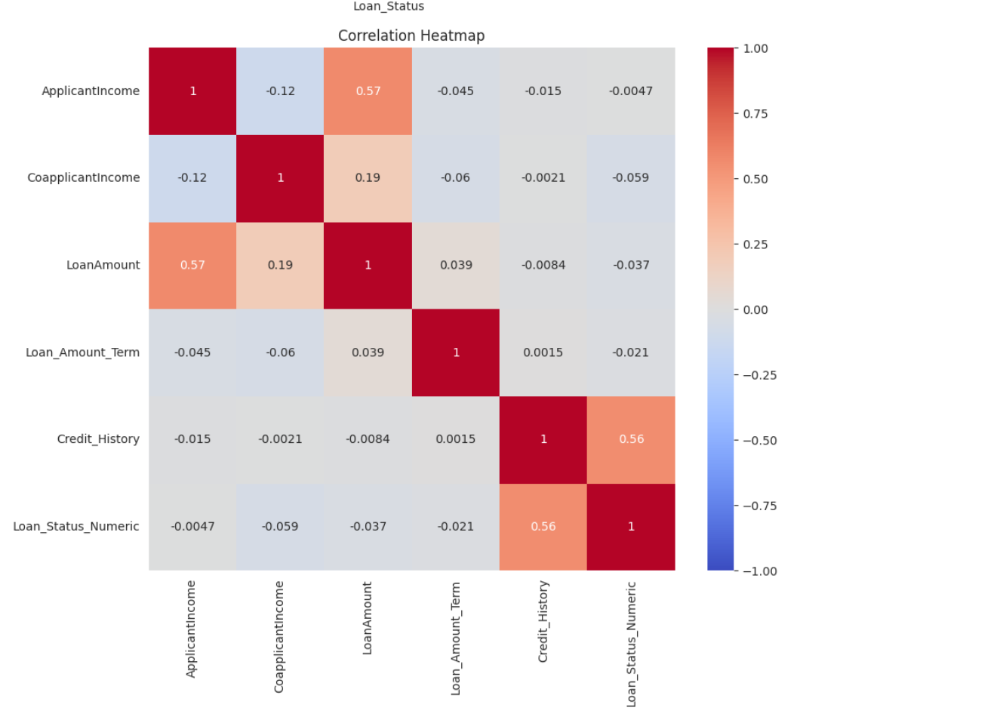 Loan_Status
Correlation Heatmap
ApplicantIncome 1 -0.12 0.57 -0.045 -0.015 -0.0047
CoapplicantIncome -0.12 1 0.19 -0.06 -0.0021 -0.059
LoanAmount 0.57 0.19 1 0.039 -0.0084 -0.037
Loan_Amount_Term -0.045 -0.06 0.039 1 0.0015 -0.021
Credit_History -0.015 -0.0021 -0.0084 0.0015 1 0.56
Loan_Status_Numeric -0.0047 -0.059 -0.037 -0.021 0.56 1
ApplicantIncome
CoapplicantIncome
LoanAmount
Loan_Amount_Term
Credit_History
Loan_Status_Numeric
1.00
0.75
0.50
0.25
0.00
−0.25
−0.50
−0.75
−1.00